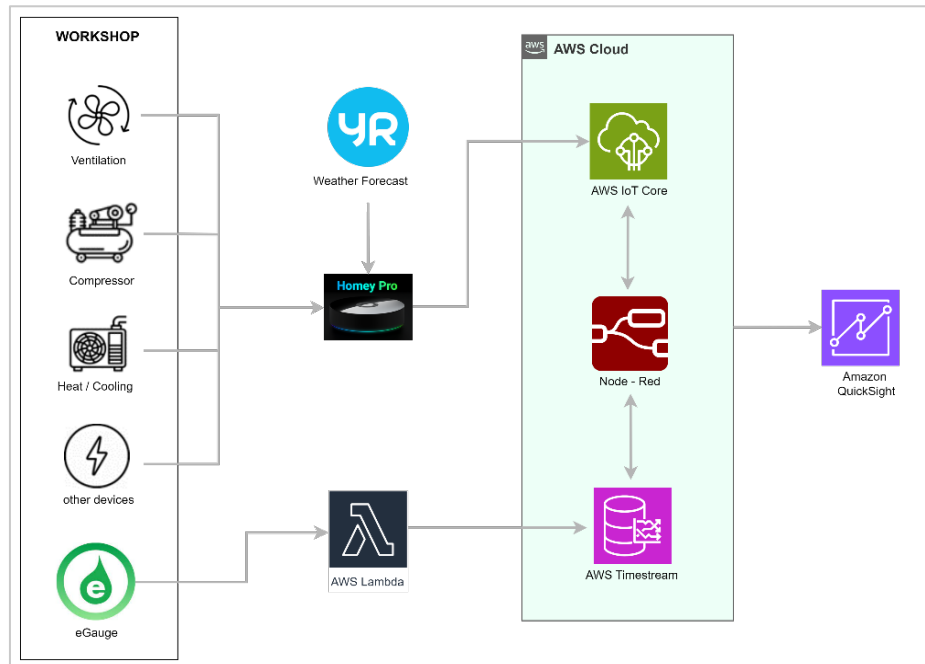 WORKSHOP
Ventilation
Compressor
Heat / Cooling
other devices
e
eGauge
YR
Weather Forecast
Homey Pro
AWS Lambda
aws
AWS Cloud
AWS IoT Core
Node - Red
AWS Timestream
Amazon
QuickSight